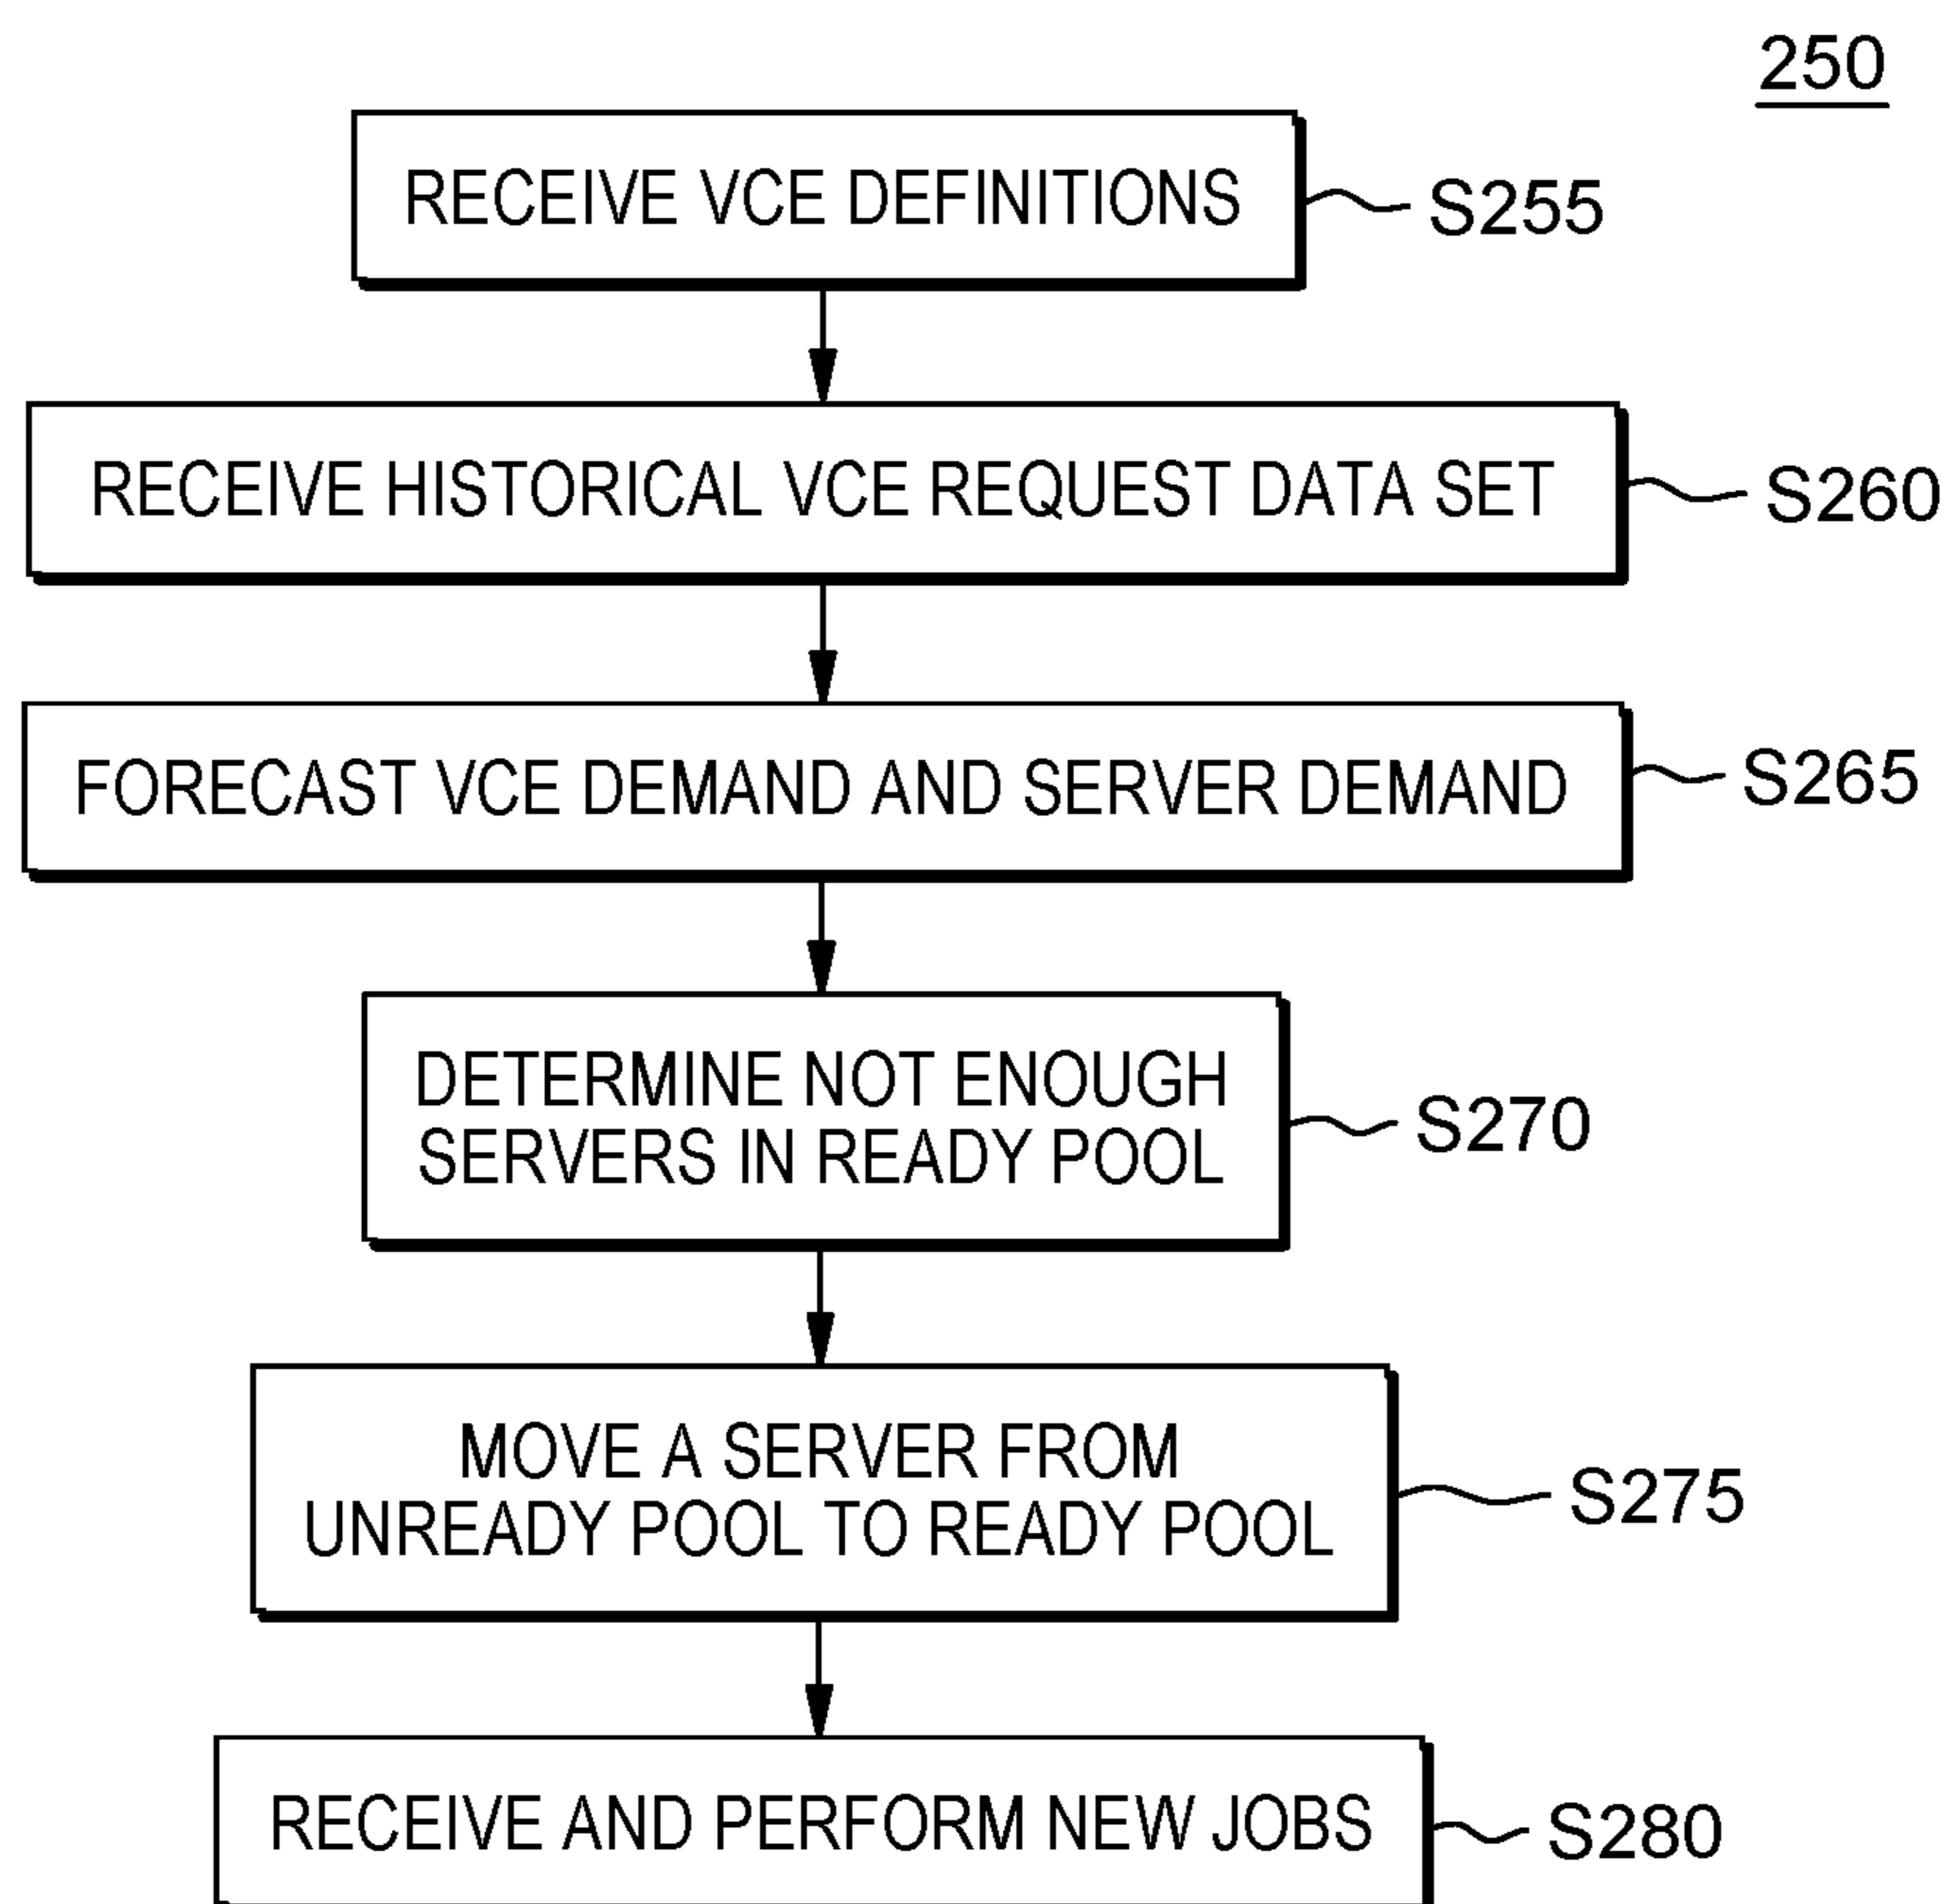 250
RECEIVE VCE DEFINITIONS
S255
RECEIVE HISTORICAL VCE REQUEST DATA SET
S260
FORECAST VCE DEMAND AND SERVER DEMAND
S265
DETERMINE NOT ENOUGH
SERVERS IN READY POOL
S270
MOVE A SERVER FROM
UNREADY POOL TO READY POOL
S275
RECEIVE AND PERFORM NEW JOBS
S280